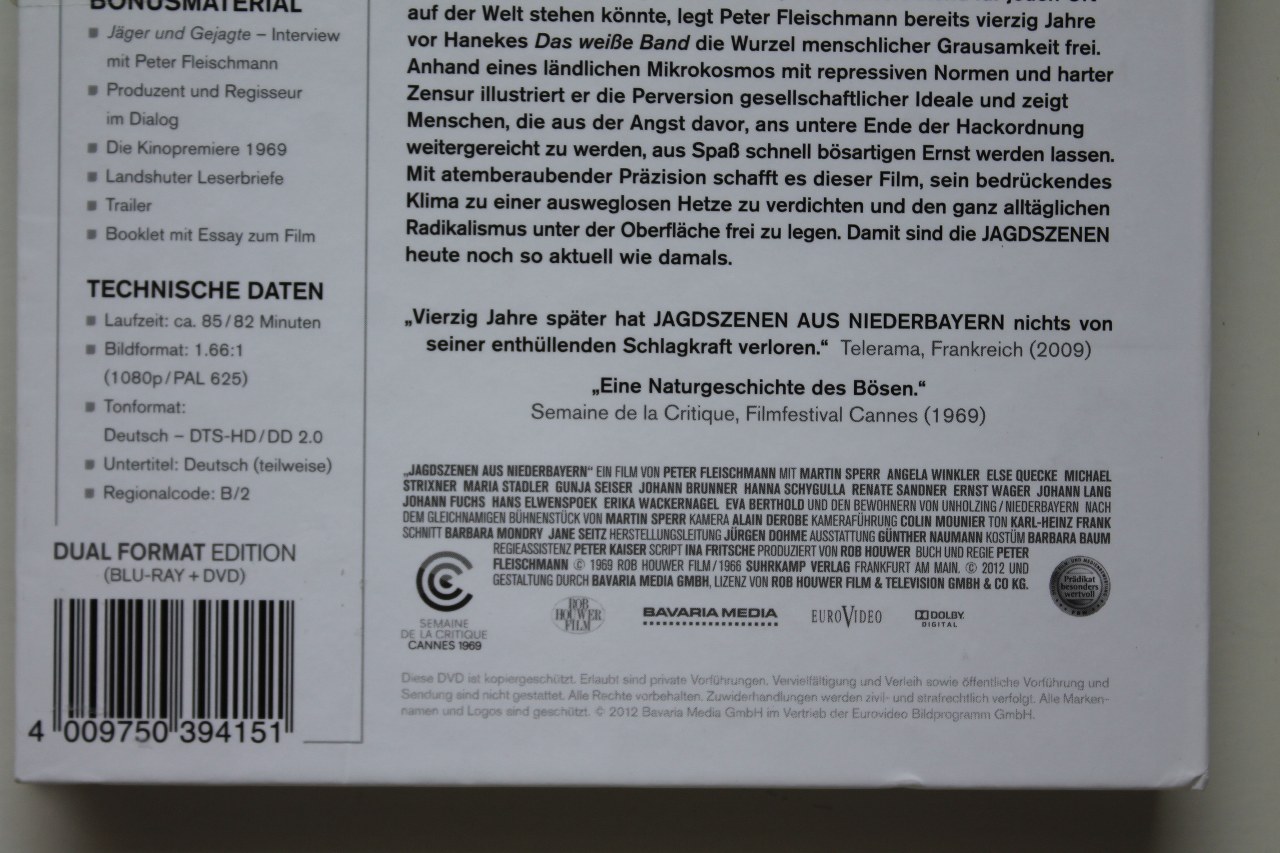 BONUSMATERIAL
■ Jäger und Gejagte – Interview
mit Peter Fleischmann
■ Produzent und Regisseur
im Dialog
■ Die Kinopremiere 1969
■ Landshuter Leserbriefe
■ Trailer
■ Booklet mit Essay zum Film
TECHNISCHE DATEN
■ Laufzeit: ca. 85/82 Minuten
■ Bildformat: 1.66:1
(1080p/PAL 625)
■ Tonformat:
Deutsch – DTS-HD/DD 2.0
■ Untertitel: Deutsch (teilweise)
■ Regionalcode: B/2
DUAL FORMAT EDITION
(BLU-RAY + DVD)
4 009750 394151
auf der Welt stehen könnte, legt Peter Fleischmann bereits vierzig Jahre
vor Hanekes Das weiße Band die Wurzel menschlicher Grausamkeit frei.
Anhand eines ländlichen Mikrokosmos mit repressiven Normen und harter
Zensur illustriert er die Perversion gesellschaftlicher Ideale und zeigt
Menschen, die aus der Angst davor, ans untere Ende der Hackordnung
weitergereicht zu werden, aus Spaß schnell bösartigen Ernst werden lassen.
Mit atemberaubender Präzision schafft es dieser Film, sein bedrückendes
Klima zu einer ausweglosen Hetze zu verdichten und den ganz alltäglichen
Radikalismus unter der Oberfläche frei zu legen. Damit sind die JAGDSZENEN
heute noch so aktuell wie damals.
„Vierzig Jahre später hat JAGDSZENEN AUS NIEDERBAYERN nichts von
seiner enthüllenden Schlagkraft verloren.“ Telerama, Frankreich (2009)
„Eine Naturgeschichte des Bösen.“
Semaine de la Critique, Filmfestival Cannes (1969)
„JAGDSZENEN AUS NIEDERBAYERN“ EIN FILM VON PETER FLEISCHMANN MIT MARTIN SPERR ANGELA WINKLER ELSE QUECKE MICHAEL
STRIXNER MARIA STADLER GUNJA SEISER JOHANN BRUNNER HANNA SCHYGULLA RENATE SANDNER ERNST WAGER JOHANN LANG
JOHANN FUCHS HANS ELWENSPOEK ERIKA WACKERNAGEL EVA BERTHOLD UND DEN BEWOHNERN VON UNHOLZING / NIEDERBAYERN NACH
DEM GLEICHNAMIGEN BÜHNENSTÜCK VON MARTIN SPERR KAMERA ALAIN DEROBE KAMERAFÜHRUNG COLIN MOUNIER TON KARL-HEINZ FRANK
SCHNITT BARBARA MONDRY JANE SEITZ HERSTELLUNGSLEITUNG JÜRGEN DOHME AUSSTATTUNG GÜNTHER NAUMANN KOSTÜM BARBARA BAUM
REGIEASSISTENZ PETER KAISER SCRIPT INA FRITSCHE PRODUZIERT VON ROB HOUWER BUCH UND REGIE PETER
FLEISCHMANN © 1969 ROB HOUWER FILM / 1966 SUHRKAMP VERLAG FRANKFURT AM MAIN. © 2012 UND
GESTALTUNG DURCH BAVARIA MEDIA GMBH, LIZENZ VON ROB HOUWER FILM & TELEVISION GMBH & CO KG.
SEMAINE
DE LA CRITIQUE
CANNES 1969
ROB
HOUWER
FILM
BAVARIA MEDIA
EUROVIDEO
DOLBY
DIGITAL
Prädikat
besonders
wertvoll
Diese DVD ist kopiergeschützt. Erlaubt sind private Vorführungen. Vervielfältigung und Verleih sowie öffentliche Vorführung und
Sendung sind nicht gestattet. Alle Rechte vorbehalten. Zuwiderhandlungen werden zivil- und strafrechtlich verfolgt. Alle Marken-
namen und Logos sind geschützt. © 2012 Bavaria Media GmbH im Vertrieb der Eurovideo Bildprogramm GmbH.